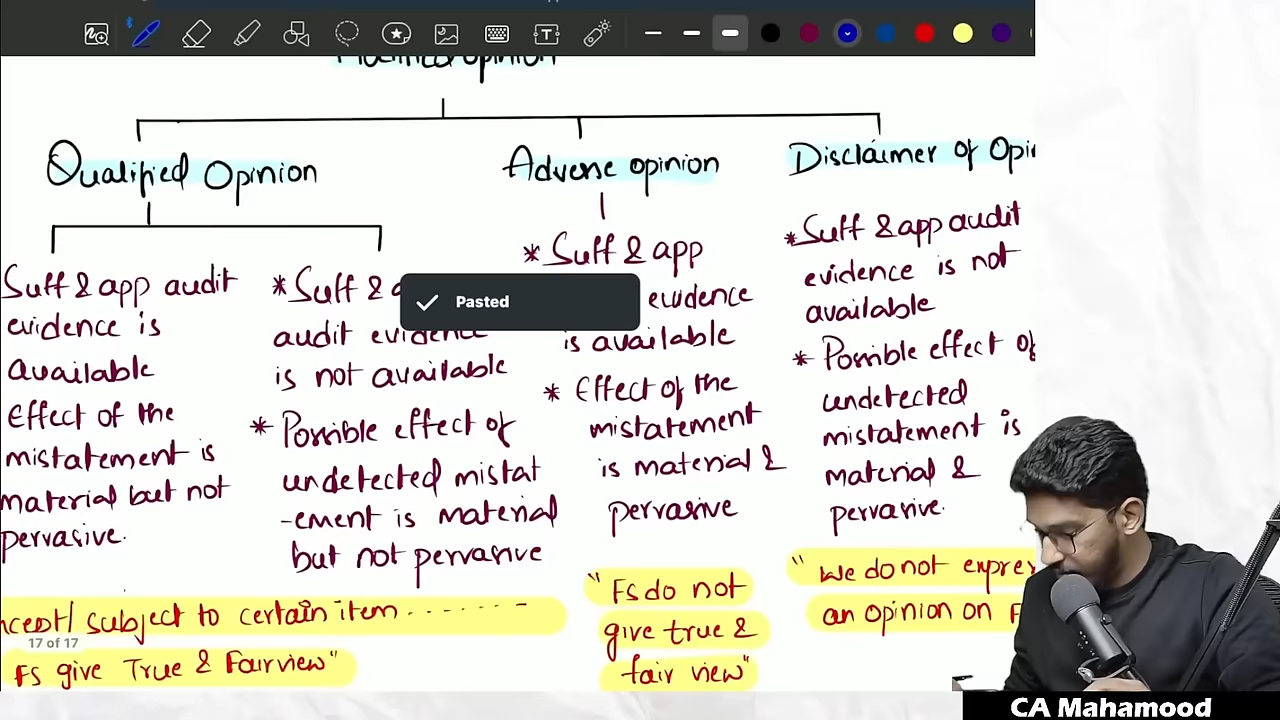 Modified opinion
Qualified Opinion
Suff & app audit
evidence is
available
Effect of the
mistatement is
material but not
pervasive.
*Suff &
audit evidence
is not available
* Possible effect of
undetected mistat
-ement is material
but not pervasive
subject to certain item .......
FS give True & Fair view"
Adverse opinion
* Suff & app
evidence
is available
* Effect of the
mistatement
is material &
pervasive
"Fs do not
give true &
fair view"
Disclaimer of Opi
*Suff & app audit
evidence is not
available
* Possible effect of
undetected
mistatement is
material &
pervasive.
"We do not expre
an opinion on F
Pasted
17 of 17
CA Mahamood